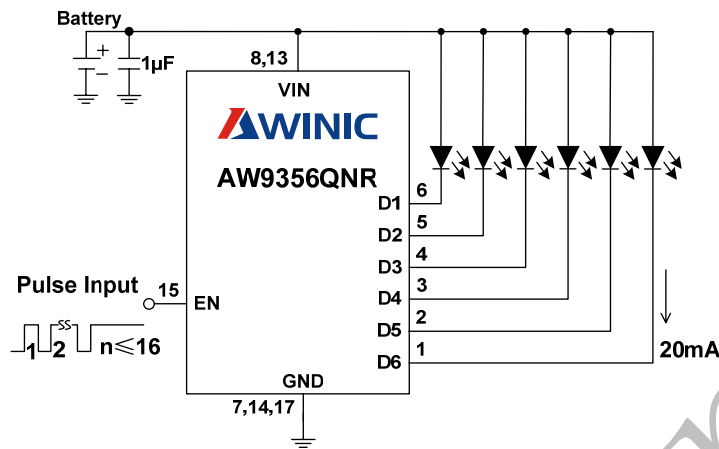 Battery
+
−
1µF
8,13
VIN
AWINIC
AW9356QNR
D1 6
D2 5
D3 4
D4 3
D5 2
D6 1
Pulse Input
15
EN
1 2 n≤16
20mA
GND
7,14,17